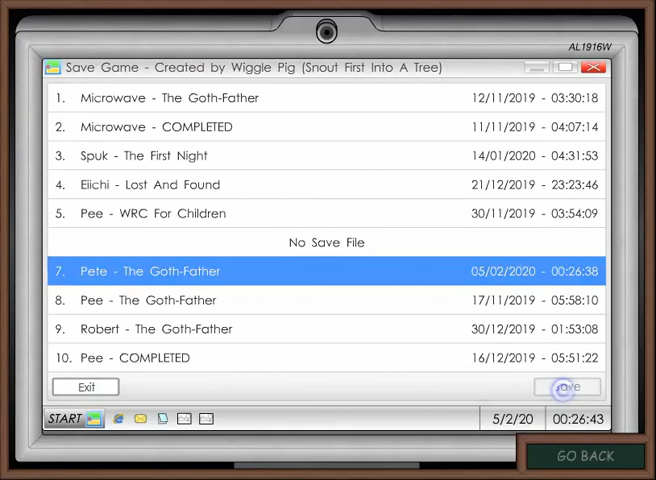 AL1916W
Save Game - Created by Wiggle Pig (Snout First Into A Tree)
1. Microwave - The Goth-Father 12/11/2019 - 03:30:18
2. Microwave - COMPLETED 11/11/2019 - 04:07:14
3. Spuk - The First Night 14/01/2020 - 04:31:53
4. Eiichi - Lost And Found 21/12/2019 - 23:23:46
5. Pee - WRC For Children 30/11/2019 - 03:54:09
No Save File
7. Pete - The Goth-Father 05/02/2020 - 00:26:38
8. Pee - The Goth-Father 17/11/2019 - 05:58:10
9. Robert - The Goth-Father 30/12/2019 - 01:53:08
10. Pee - COMPLETED 16/12/2019 - 05:51:22
Exit Save
START 5/2/20 00:26:43
GO BACK